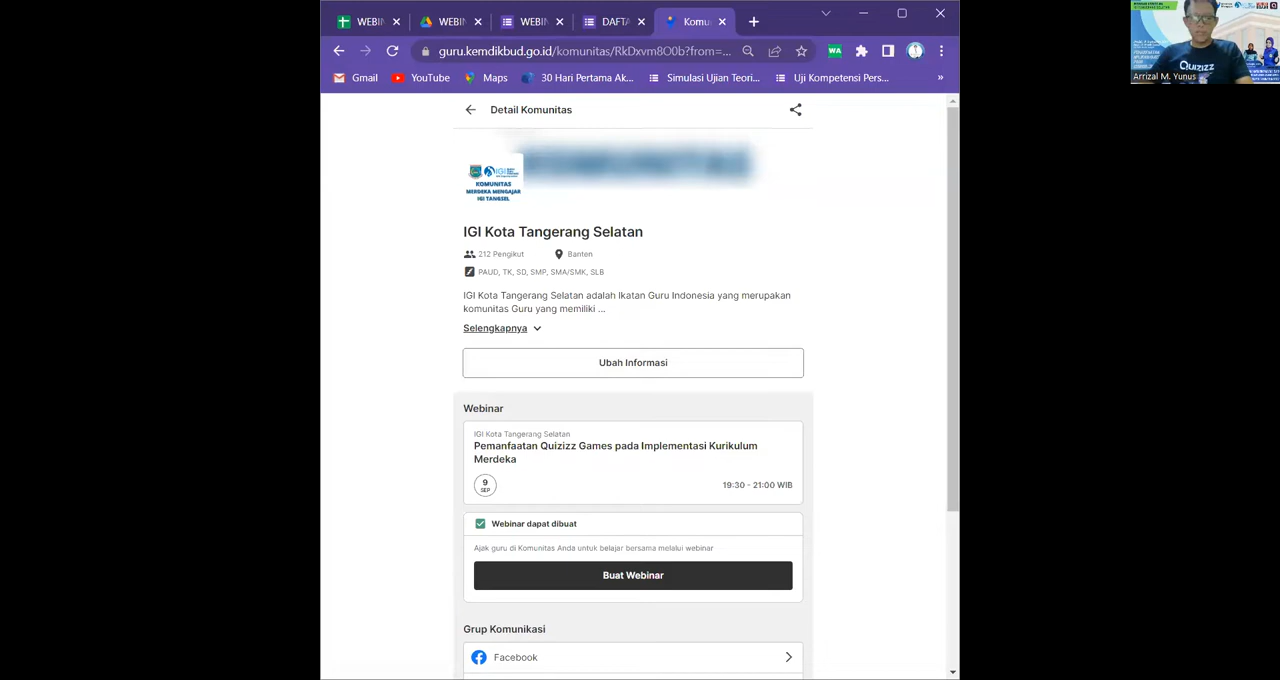 WEBIN
WEBIN
WEBIN
DAFTA
Komu
guru.kemdikbud.go.id/komunitas/RkDxvm8O0b?from=...
WA
Gmail
YouTube
Maps
30 Hari Pertama Ak...
Simulasi Ujian Teori...
Uji Kompetensi Pers...
»
Quizizz
Arrizal M. Yunus
Detail Komunitas
KOMUNITAS
IGI
KOMUNITAS
MERDEKA MENGAJAR
IGI TANGSEL
IGI Kota Tangerang Selatan
212 Pengikut
Banten
PAUD, TK, SD, SMP, SMA/SMK, SLB
IGI Kota Tangerang Selatan adalah Ikatan Guru Indonesia yang merupakan
komunitas Guru yang memiliki ...
Selengkapnya
Ubah Informasi
Webinar
IGI Kota Tangerang Selatan
Pemanfaatan Quizizz Games pada Implementasi Kurikulum
Merdeka
9
SEP
19:30 - 21:00 WIB
Webinar dapat dibuat
Ajak guru di Komunitas Anda untuk belajar bersama melalui webinar
Buat Webinar
Grup Komunikasi
Facebook